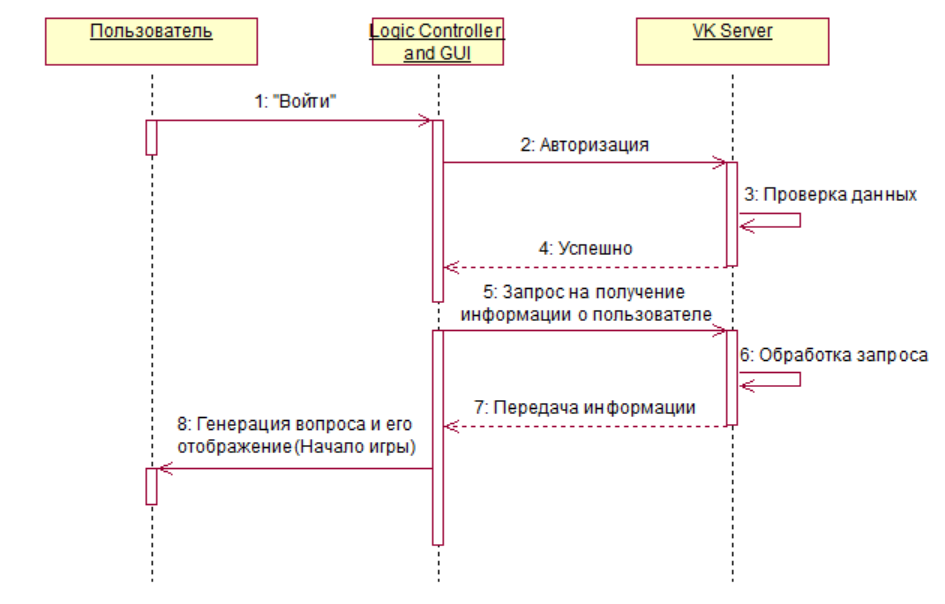 Пользователь
Logic Controller
and GUI
VK Server
1: "Войти"
2: Авторизация
3: Проверка данных
4: Успешно
5: Запрос на получение
информации о пользователе
6: Обработка запроса
7: Передача информации
8: Генерация вопроса и его
отображение(Начало игры)